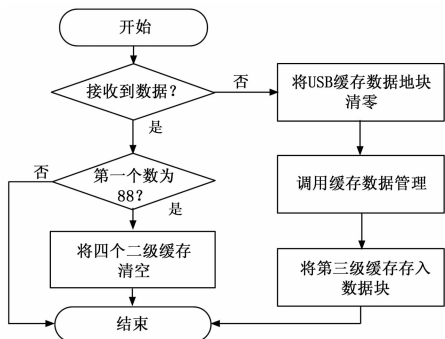 开始
接收到数据?
否
将USB缓存数据地块
清零
是
否
第一个数为
88?
是
调用缓存数据管理
将四个二级缓存
清空
将第三级缓存存入
数据块
结束